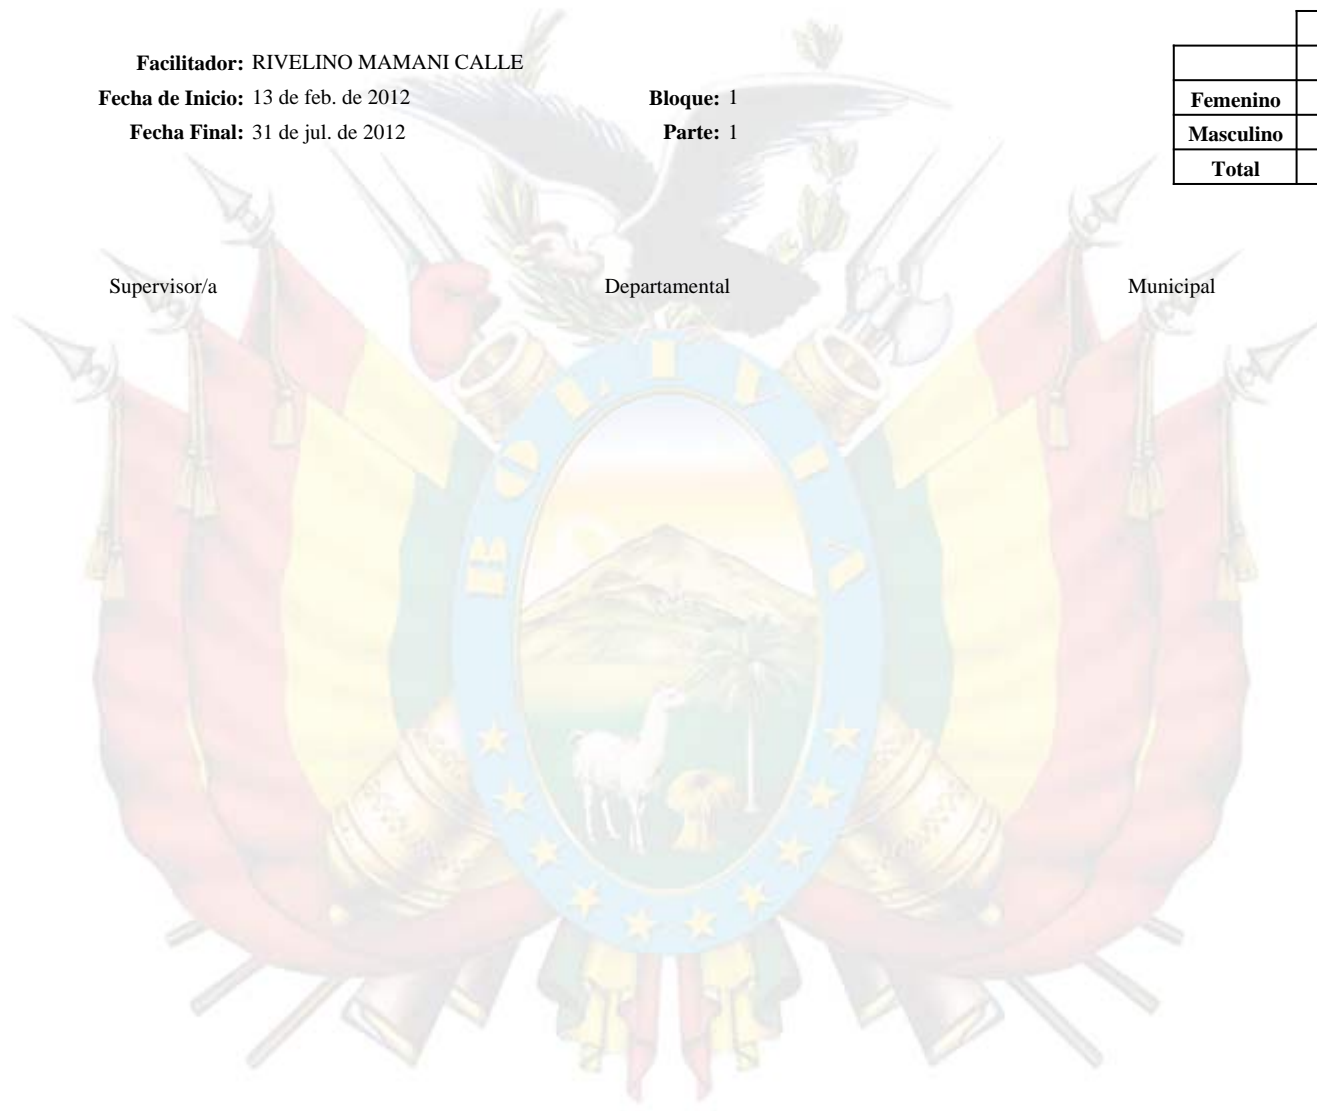 Facilitador: RIVELINO MAMANI CALLE
Fecha de Inicio: 13 de feb. de 2012 Bloque: 1
Fecha Final: 31 de jul. de 2012 Parte: 1
Femenino
Masculino
Total
Supervisor/a Departamental Municipal
BOLIVIA